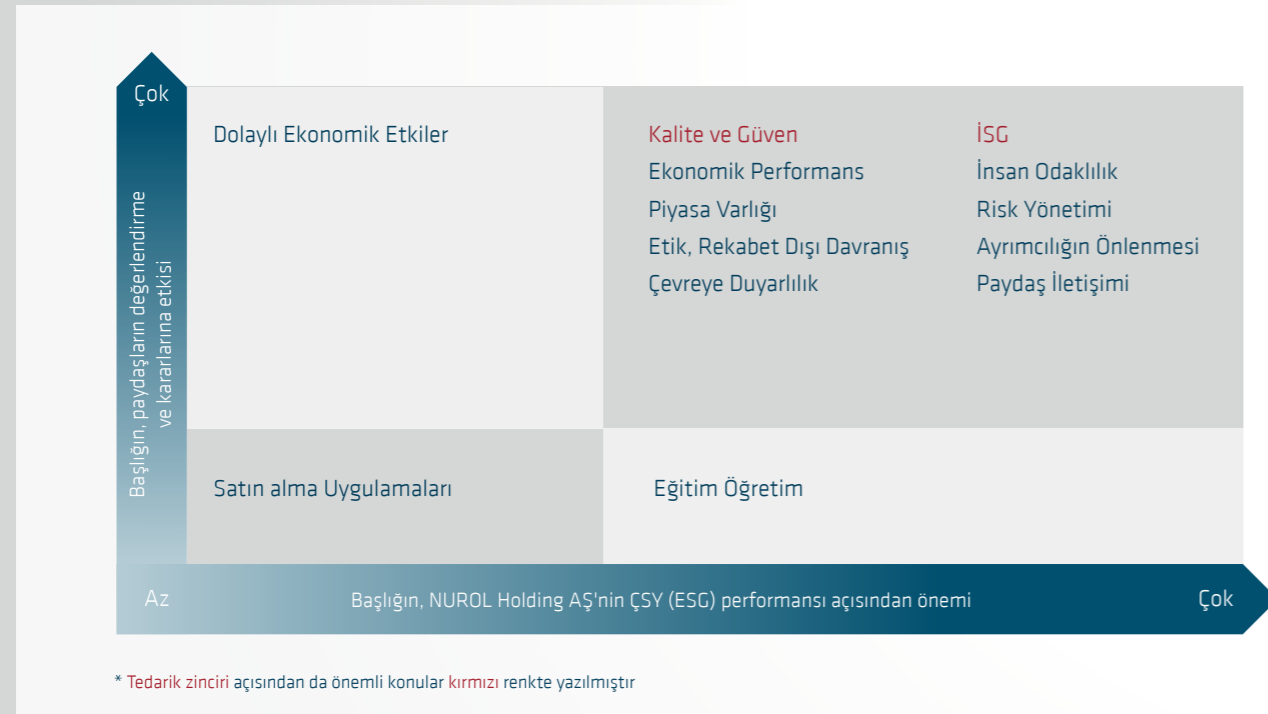 Çok
Başlığın, paydaşların değerlendirme
ve kararlarına etkisi
Dolaylı Ekonomik Etkiler
Kalite ve Güven
Ekonomik Performans
Piyasa Varlığı
Etik, Rekabet Dışı Davranış
Çevreye Duyarlılık
İSG
İnsan Odaklılık
Risk Yönetimi
Ayrımcılığın Önlenmesi
Paydaş İletişimi
Satın alma Uygulamaları
Eğitim Öğretim
Az
Başlığın, NUROL Holding AŞ'nin ÇSY (ESG) performansı açısından önemi
Çok
* Tedarik zinciri açısından da önemli konular kırmızı renkte yazılmıştır